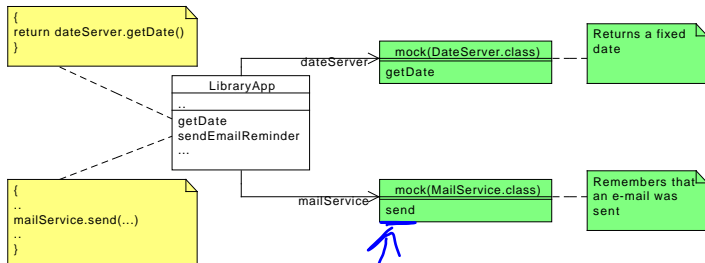 {
return dateServer.getDate()
}
dateServer
mock(DateServer.class)
getDate
Returns a fixed
date
LibraryApp
..
getDate
sendEmailReminder
...
{
..
mailService.send(...)
..
}
mailService
mock(MailService.class)
send
Remembers that
an e-mail was
sent